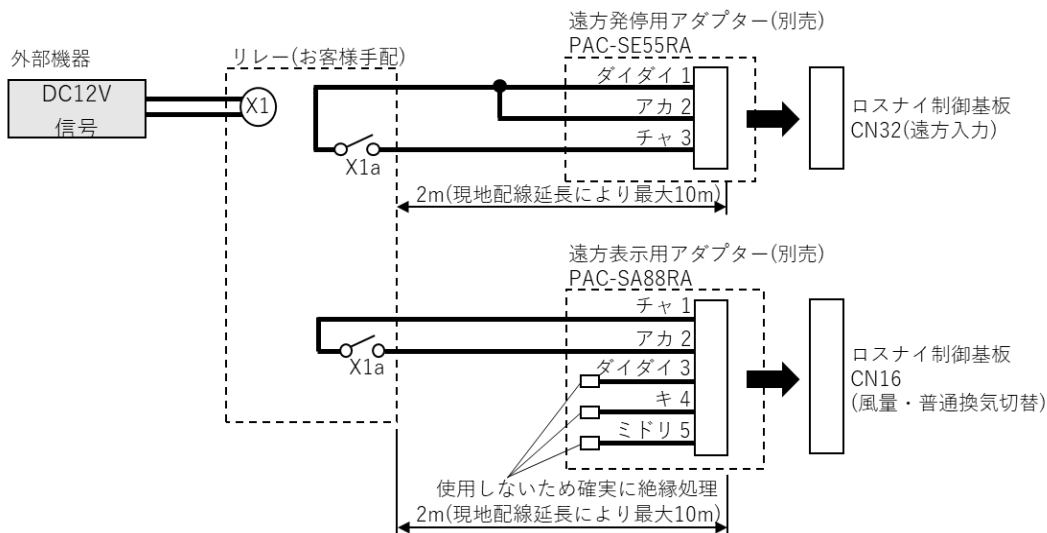 遠方発停用アダプター(別売)
PAC-SE55RA
外部機器
リレー(お客様手配)
DC12V
信号
X1
ダイダイ 1
アカ 2
チャ 3
X1a
ロスナイ制御基板
CN32(遠方入力)
2m(現地配線延長により最大10m)
遠方表示用アダプター(別売)
PAC-SA88RA
チャ 1
アカ 2
X1a
ダイダイ 3
キ 4
ミドリ 5
ロスナイ制御基板
CN16
(風量・普通換気切替)
使用しないため確実に絶縁処理
2m(現地配線延長により最大10m)